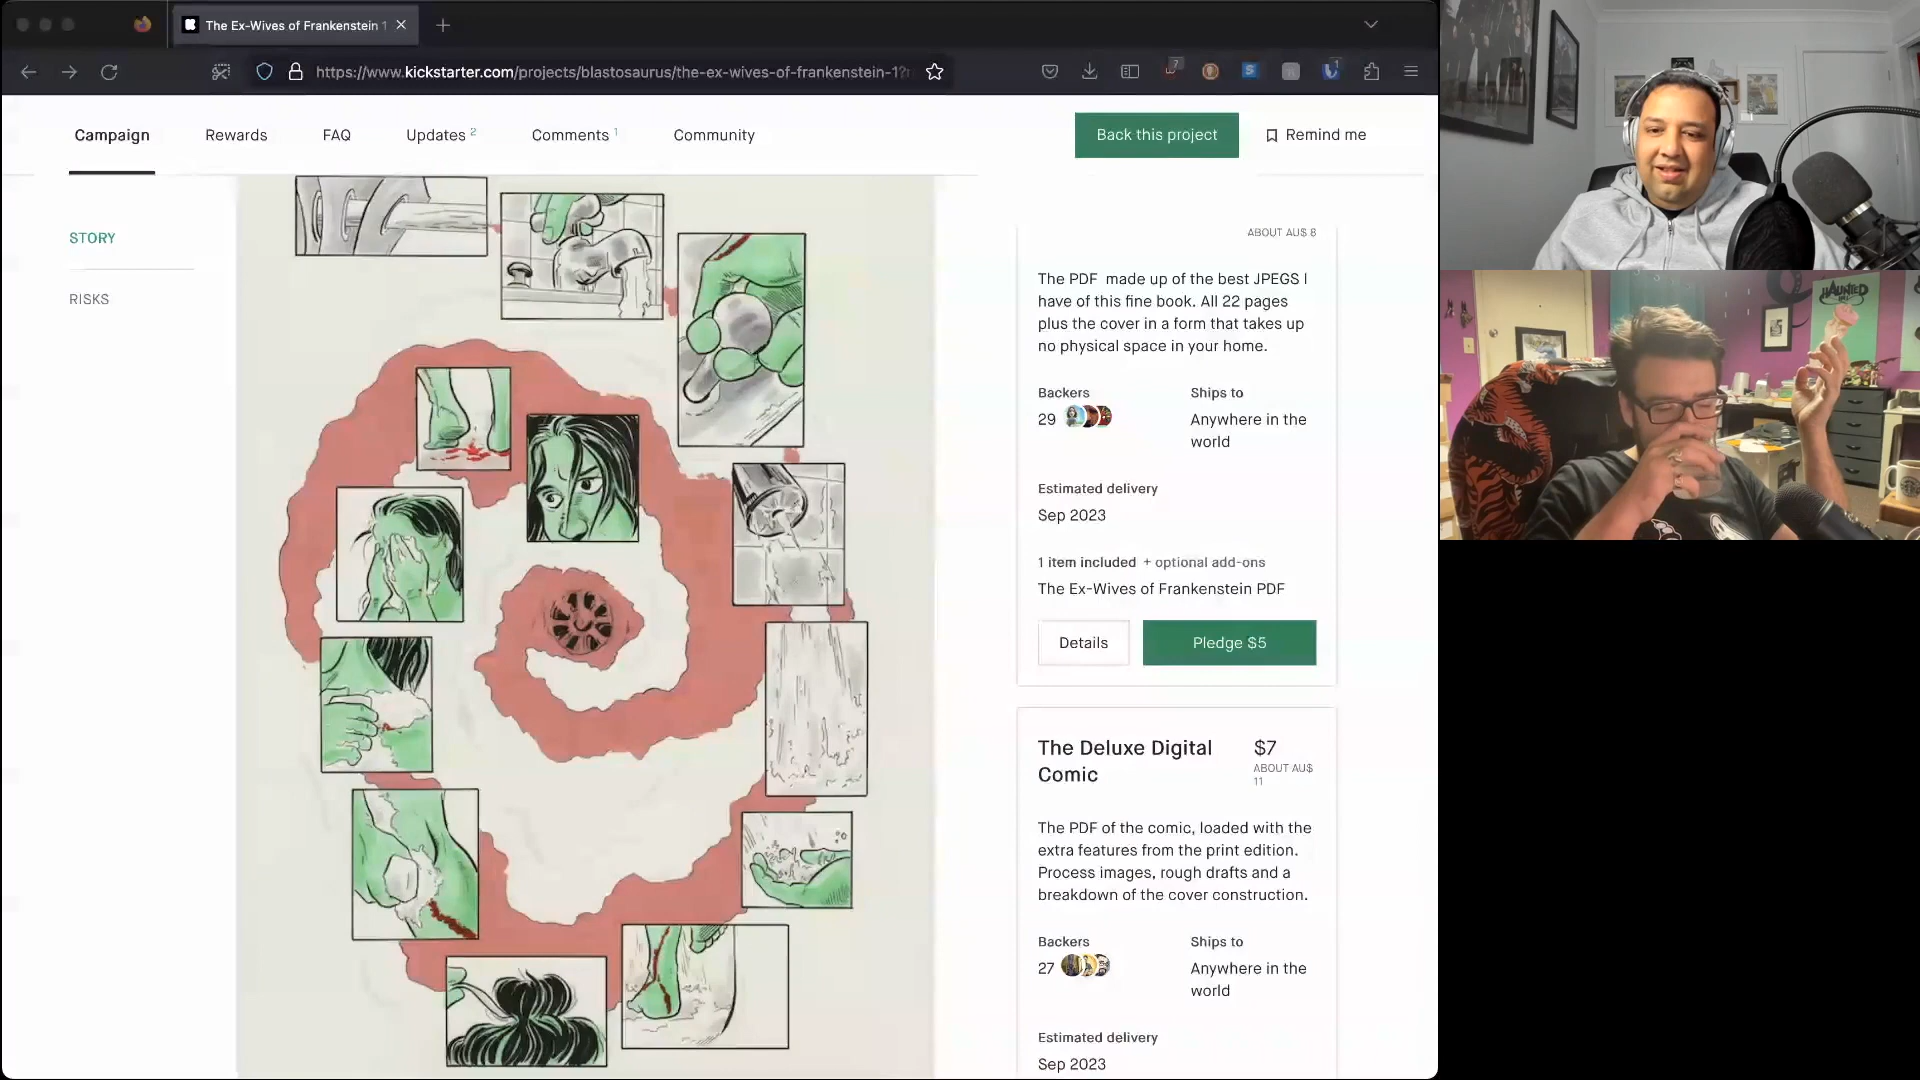 The Ex-Wives of Frankenstein 1
https://www.kickstarter.com/projects/blastosaurus/the-ex-wives-of-frankenstein-1?
7
1
Campaign
Rewards
FAQ
Updates 2
Comments 1
Community
Back this project
Remind me
STORY
RISKS
ABOUT AU$ 8
The PDF made up of the best JPEGS I
have of this fine book. All 22 pages
plus the cover in a form that takes up
no physical space in your home.
Backers
29
Ships to
Anywhere in the
world
Estimated delivery
Sep 2023
1 item included + optional add-ons
The Ex-Wives of Frankenstein PDF
Details
Pledge $5
The Deluxe Digital
Comic
$7
ABOUT AU$
11
The PDF of the comic, loaded with the
extra features from the print edition.
Process images, rough drafts and a
breakdown of the cover construction.
Backers
27
Ships to
Anywhere in the
world
Estimated delivery
Sep 2023
HAUNTED